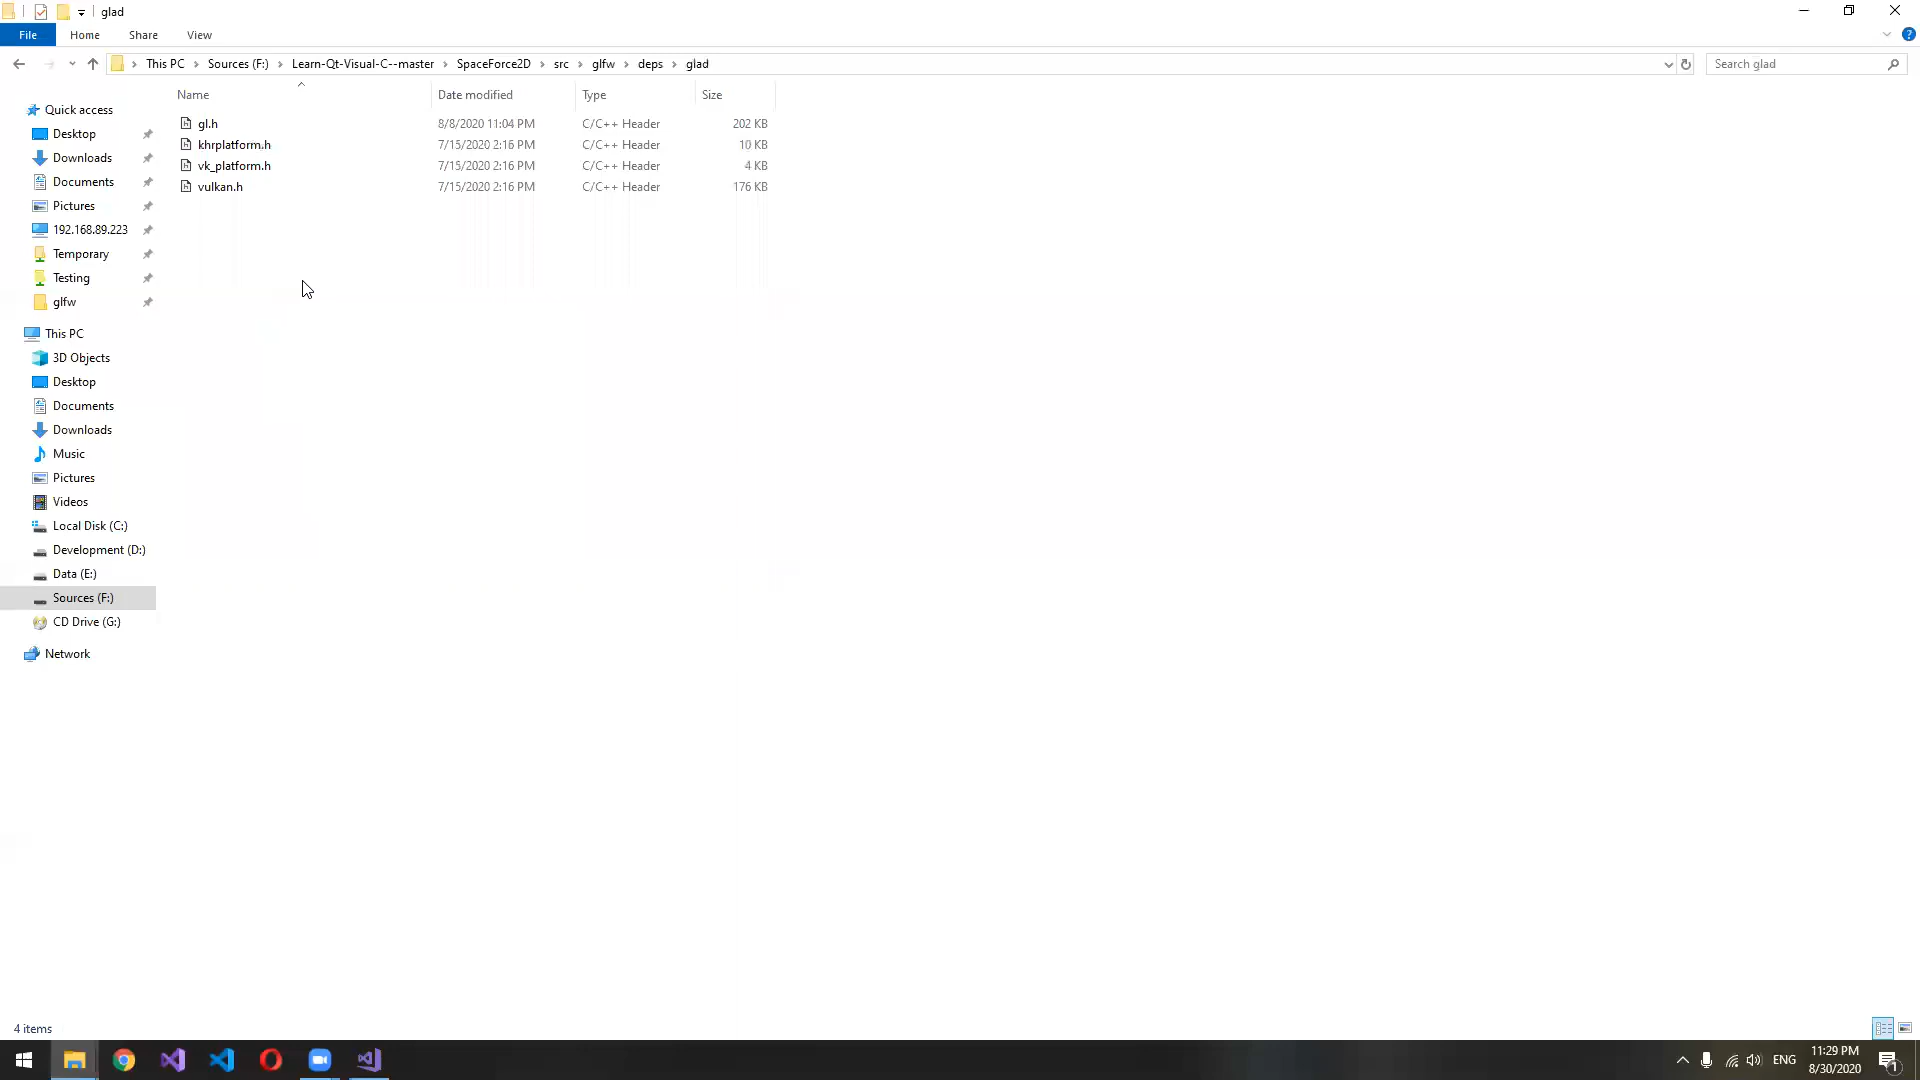 glad
File Home Share View
This PC Sources (F:) Learn-Qt-Visual-C--master SpaceForce2D src glfw deps glad
Search glad
Name Date modified Type Size
gl.h 8/8/2020 11:04 PM C/C++ Header 202 KB
khrplatform.h 7/15/2020 2:16 PM C/C++ Header 10 KB
vk_platform.h 7/15/2020 2:16 PM C/C++ Header 4 KB
vulkan.h 7/15/2020 2:16 PM C/C++ Header 176 KB
Quick access
Desktop
Downloads
Documents
Pictures
192.168.89.223
Temporary
Testing
glfw
This PC
3D Objects
Desktop
Documents
Downloads
Music
Pictures
Videos
Local Disk (C:)
Development (D:)
Data (E:)
Sources (F:)
CD Drive (G:)
Network
4 items
ENG
11:29 PM
8/30/2020
1